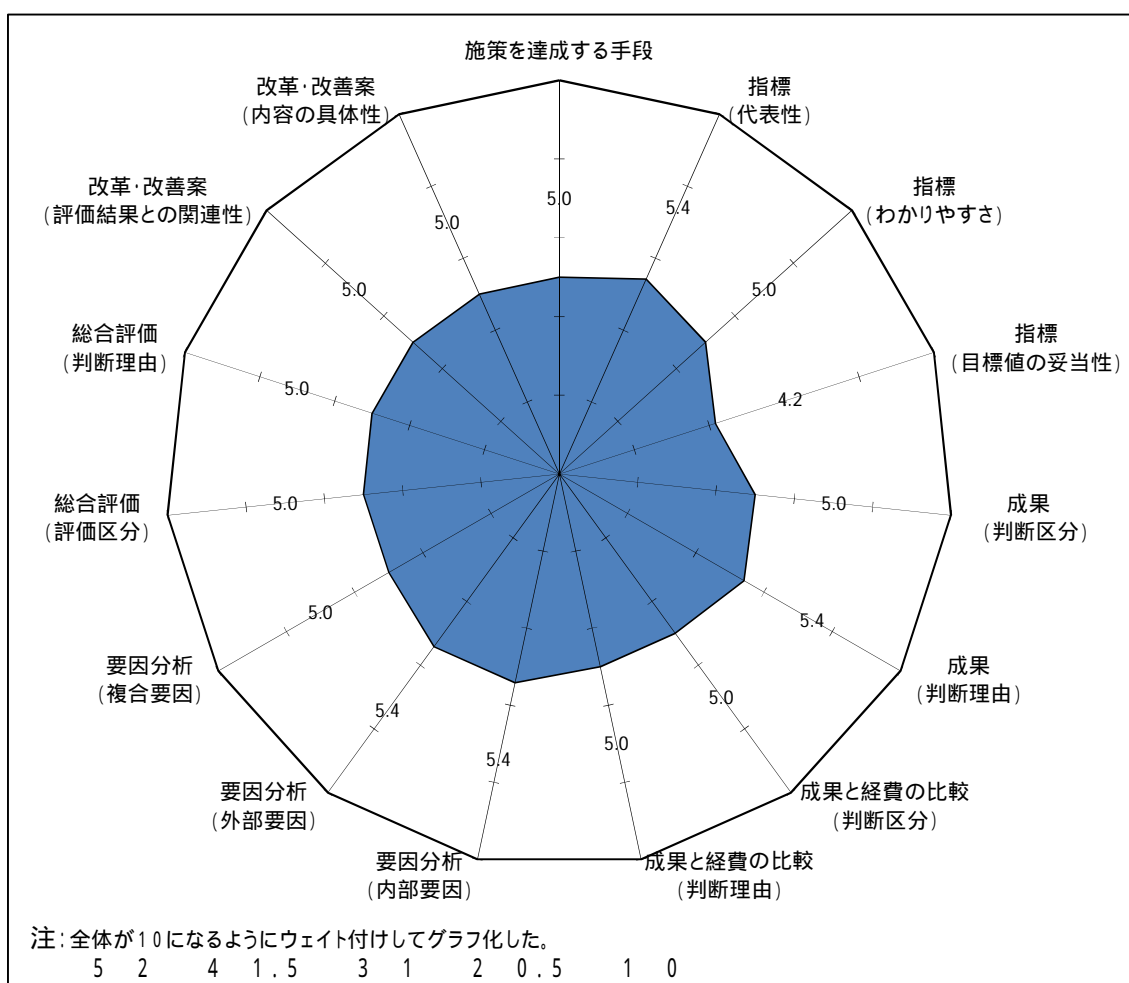 施策を達成する手段
5.0
指標
(代表性)
5.4
指標
(わかりやすさ)
5.0
指標
(目標値の妥当性)
4.2
成果
(判断区分)
5.0
成果
(判断理由)
5.4
成果と経費の比較
(判断区分)
5.0
成果と経費の比較
(判断理由)
5.0
要因分析
(内部要因)
5.4
要因分析
(外部要因)
5.4
要因分析
(複合要因)
5.0
総合評価
(評価区分)
5.0
総合評価
(判断理由)
5.0
改革・改善案
(評価結果との関連性)
5.0
改革・改善案
(内容の具体性)
5.0
注:全体が10になるようにウェイト付けしてグラフ化した。
5 2 4 1.5 3 1 2 0.5 1 0